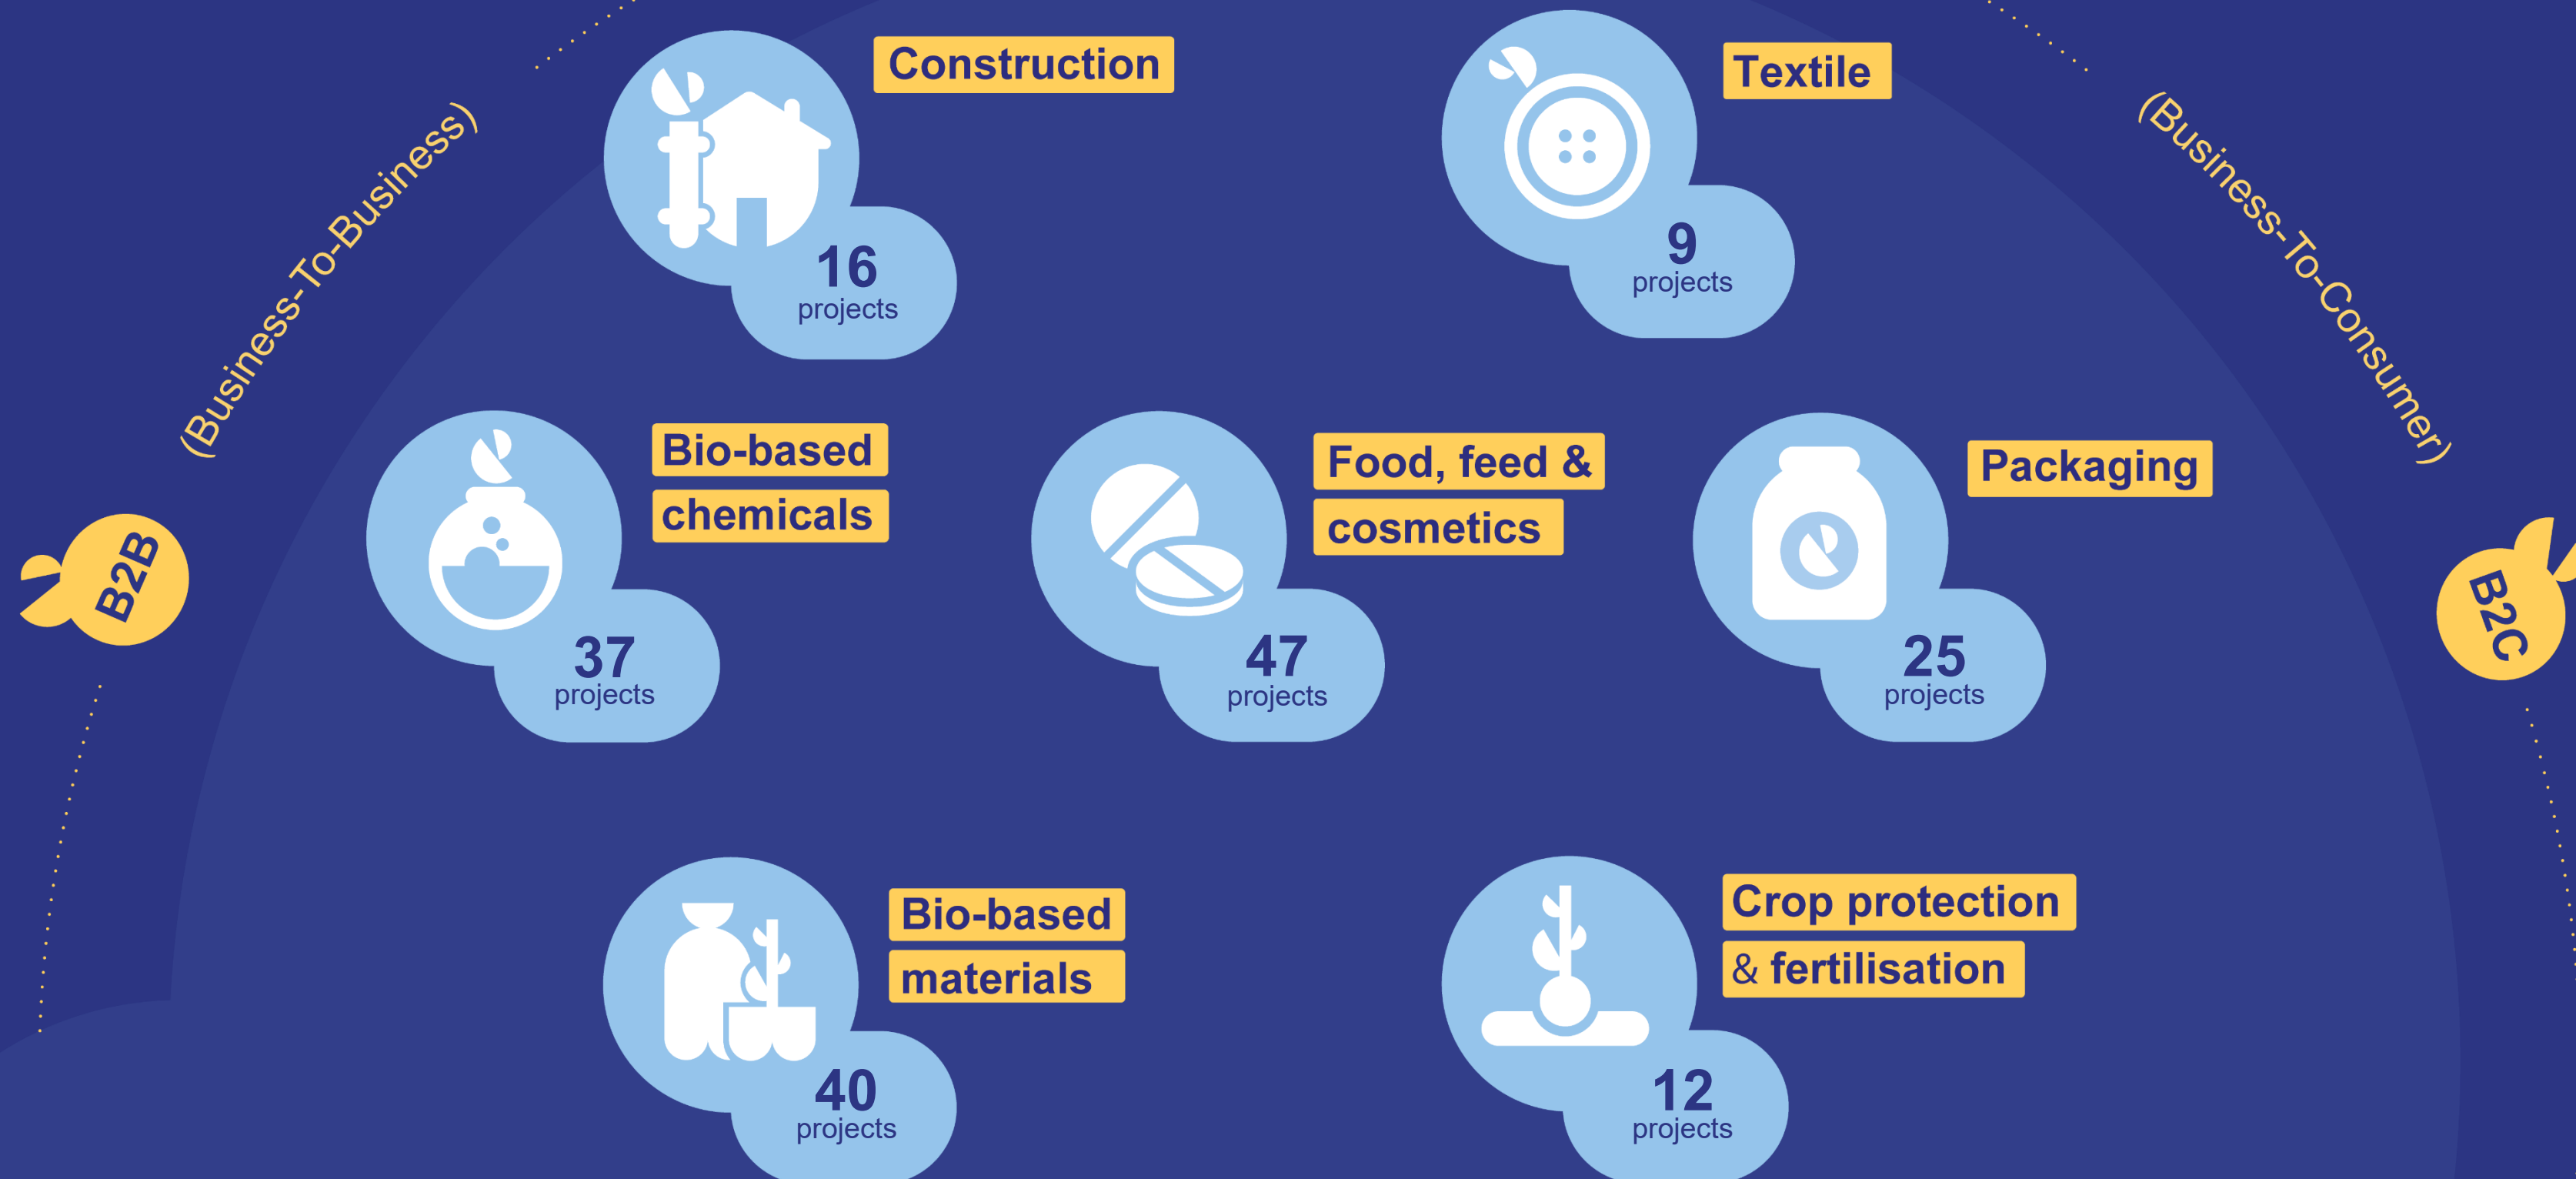 (Business-To-Business)
B2B
Construction
16
projects
Textile
9
projects
(Business-To-Consumer)
B2C
Bio-based
chemicals
37
projects
Food, feed &
cosmetics
47
projects
Packaging
25
projects
Bio-based
materials
40
projects
Crop protection
& fertilisation
12
projects